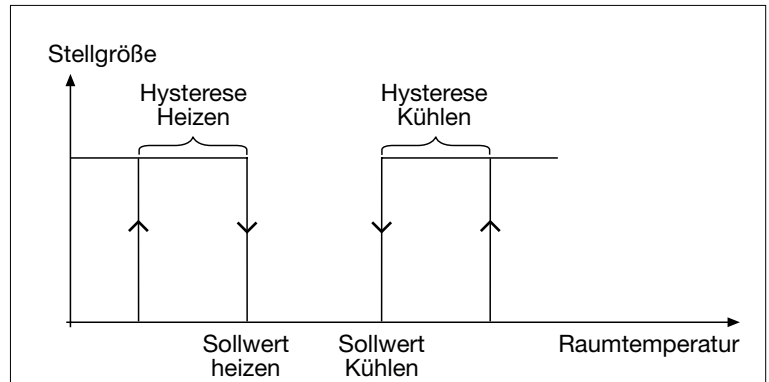 Stellgröße
Hysterese
Heizen
Hysterese
Kühlen
Sollwert
heizen
Sollwert
Kühlen
Raumtemperatur